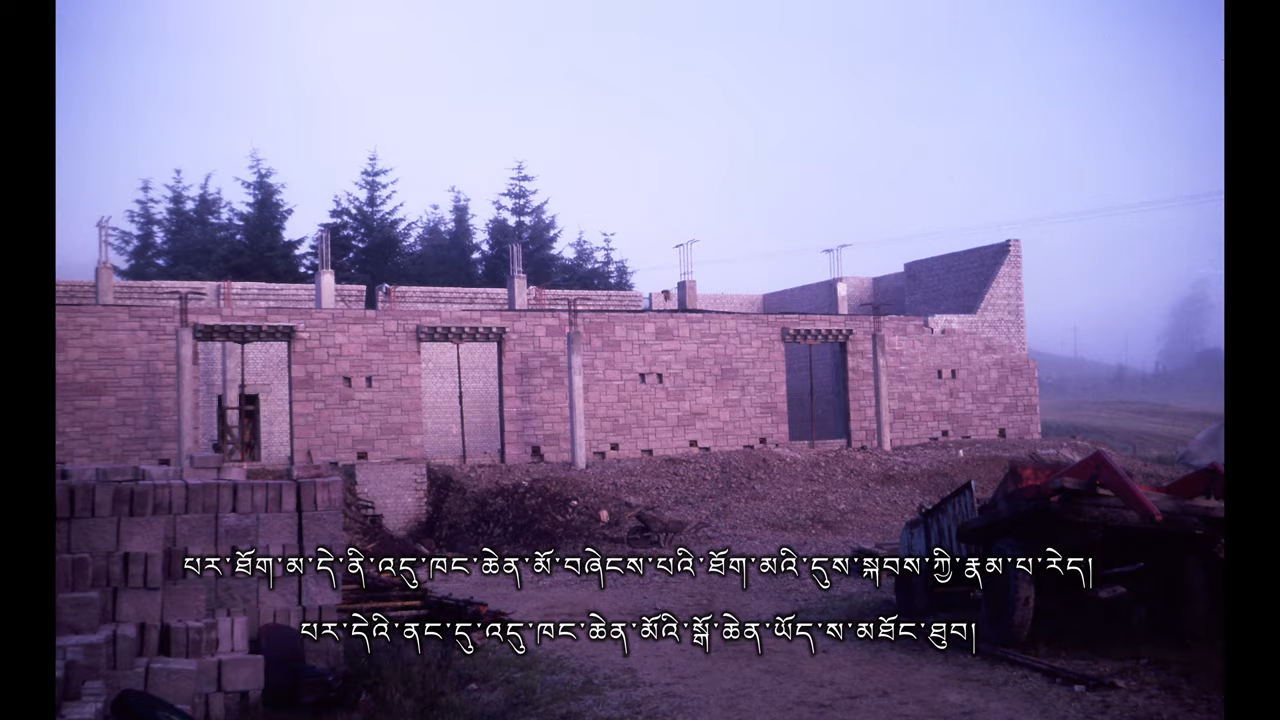 པར་ཐོག་མ་དེ་ནི་འདུ་ཁང་ཆེན་མོ་བཞེངས་པའི་ཐོག་མའི་དུས་སྐབས་ཀྱི་རྣམ་པ་རེད།
པར་དེའི་ནང་དུ་འདུ་ཁང་ཆེན་མོའི་སྒོ་ཆེན་ཡོད་ས་མཐོང་ཐུབ།